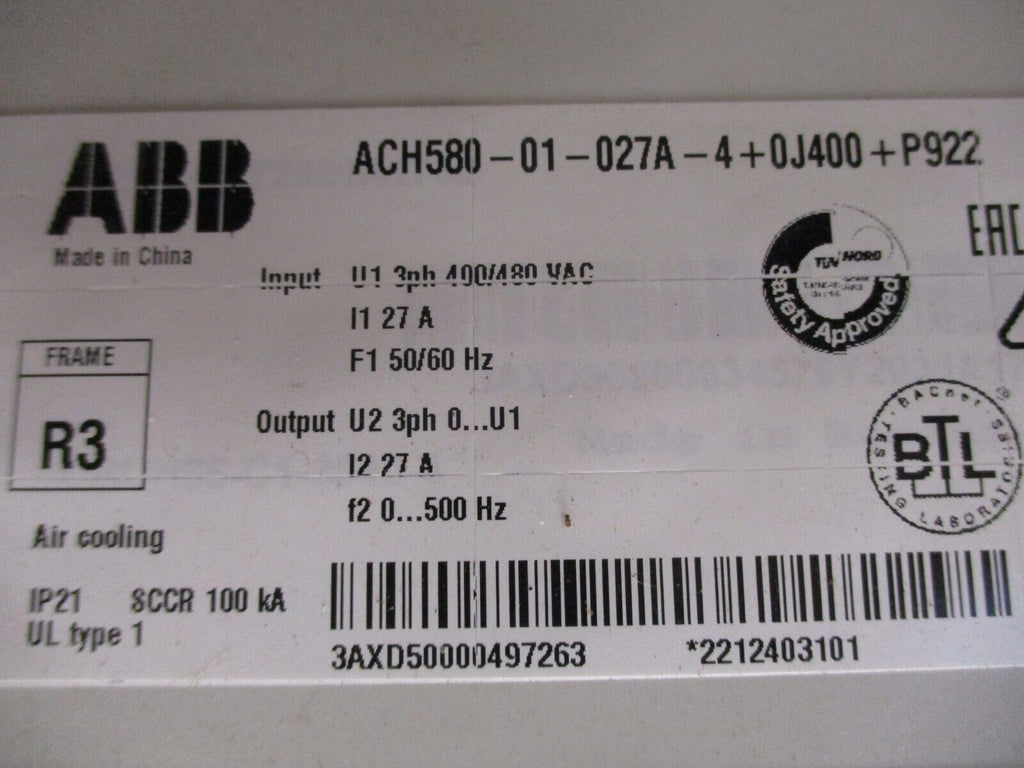 ABB
ACH580-01-027A-4+0J400+P922
Made in China
Input U1 3ph 400/480 VAC
I1 27 A
F1 50/60 Hz
TÜV NORD
Safety Approved
EAC
FRAME
R3
Output U2 3ph 0...U1
I2 27 A
f2 0...500 Hz
BACnet
TESTING LABORATORIES
BTL
®
Air cooling
IP21 SCCR 100 kA
UL type 1
3AXD50000497263 *2212403101